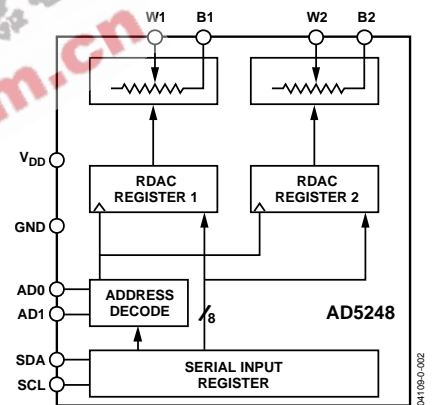 W1 B1 W2 B2
m.cn
VDD
RDAC
REGISTER 1
RDAC
REGISTER 2
GND
AD0
AD1
ADDRESS
DECODE
8
AD5248
SDA
SCL
SERIAL INPUT
REGISTER
04109-0-002